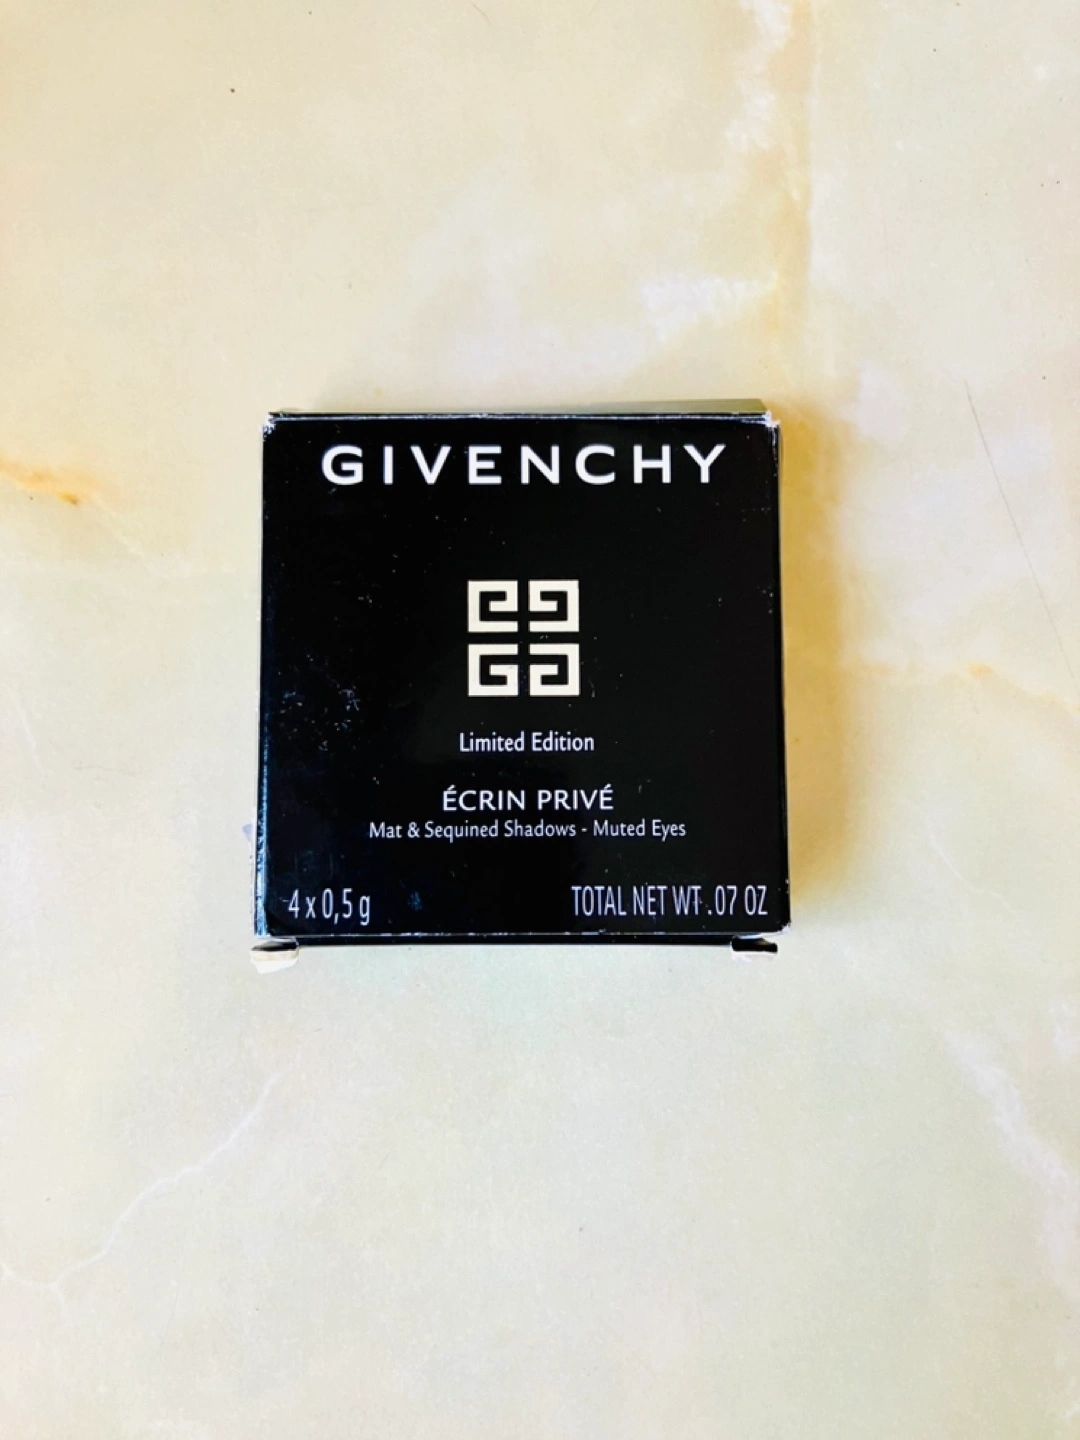 GIVENCHY
Limited Edition
ÉCRIN PRIVÉ
Mat & Sequined Shadows - Muted Eyes
4 x 0,5 g
TOTAL NET WT .07 OZ